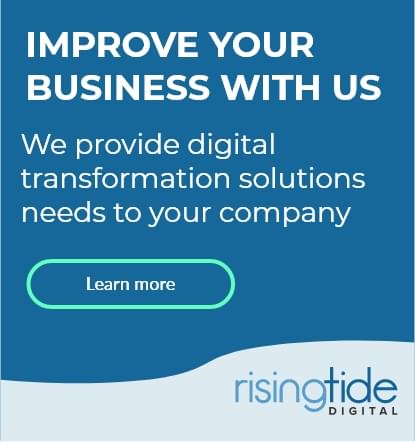 IMPROVE YOUR
BUSINESS WITH US
We provide digital
transformation solutions
needs to your company
Learn more
risingtide
DIGITAL